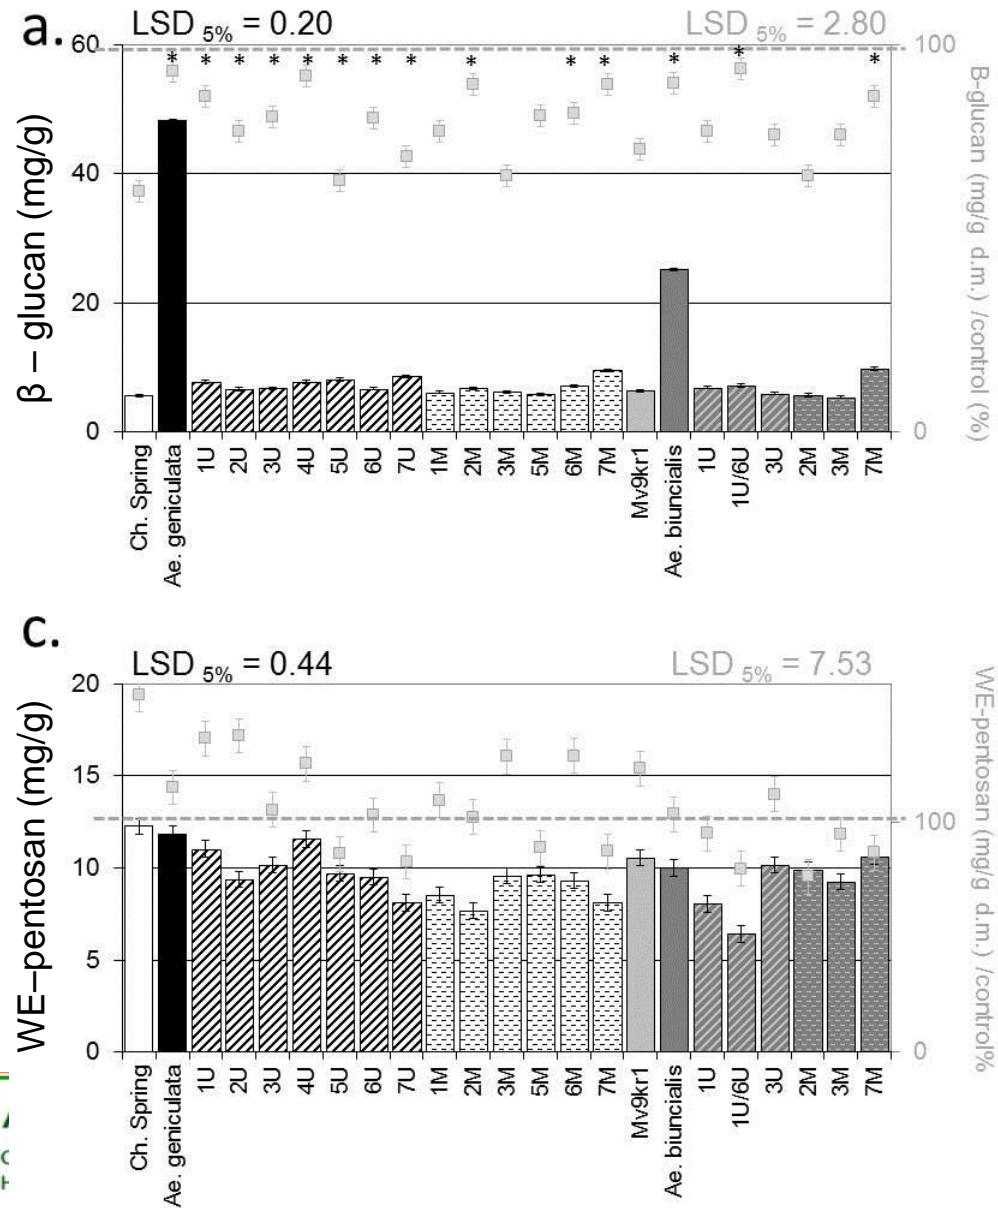 a.
LSD 5% = 0.20
LSD 5% = 2.80
β – glucan (mg/g)
60
40
20
0
* * * * * * * * * * * * * *
100
0
B-glucan (mg/g d.m.) /control (%)
Ch. Spring
Ae. geniculata
1U
2U
3U
4U
5U
6U
7U
1M
2M
3M
5M
6M
7M
Mv9kr1
Ae. biuncialis
1U
1U/6U
3U
2M
3M
7M
c.
LSD 5% = 0.44
LSD 5% = 7.53
WE–pentosan (mg/g)
20
15
10
5
0
100
0
WE-pentosan (mg/g d.m.) /control%
Ch. Spring
Ae. geniculata
1U
2U
3U
4U
5U
6U
7U
1M
2M
3M
5M
6M
7M
Mv9kr1
Ae. biuncialis
1U
1U/6U
3U
2M
3M
7M